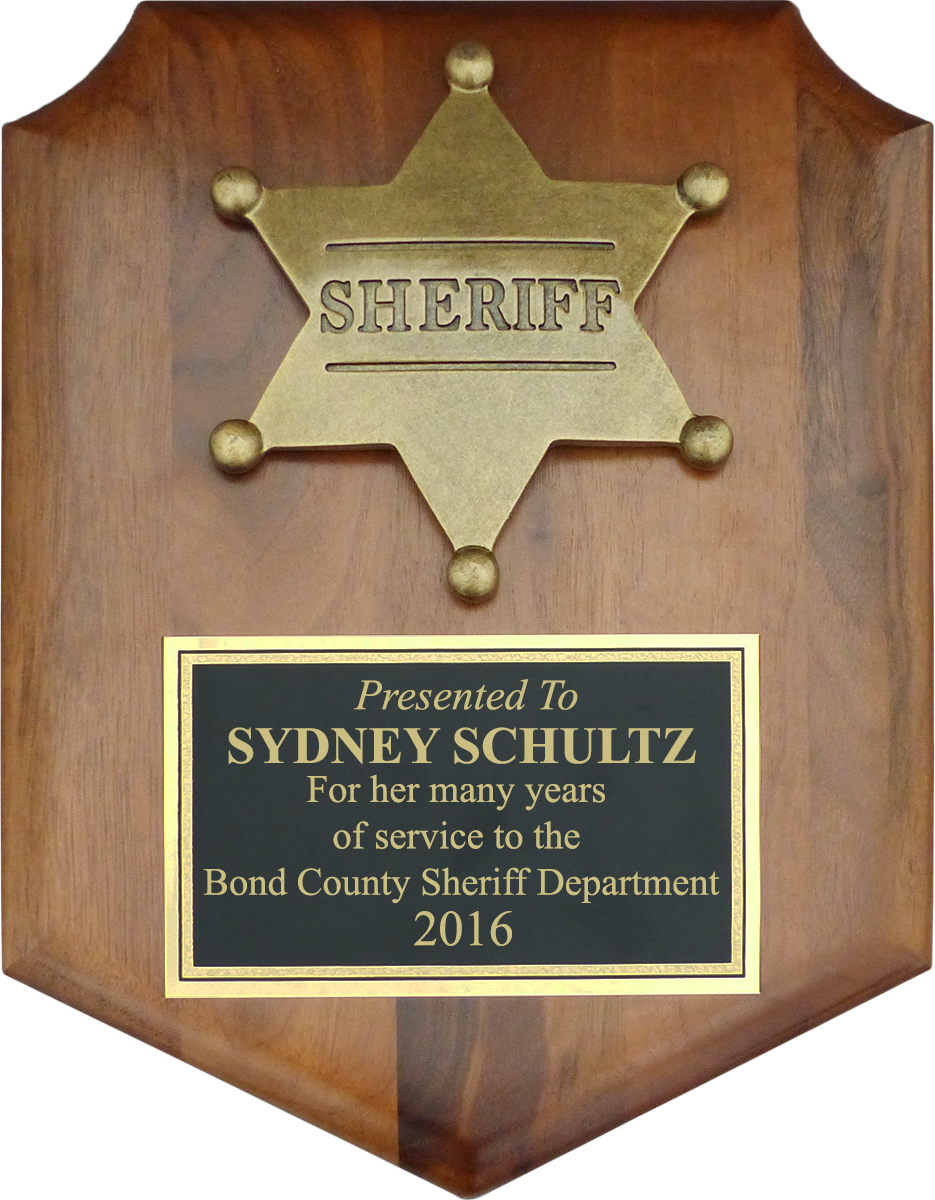 SHERIFF
Presented To
SYDNEY SCHULTZ
For her many years
of service to the
Bond County Sheriff Department
2016